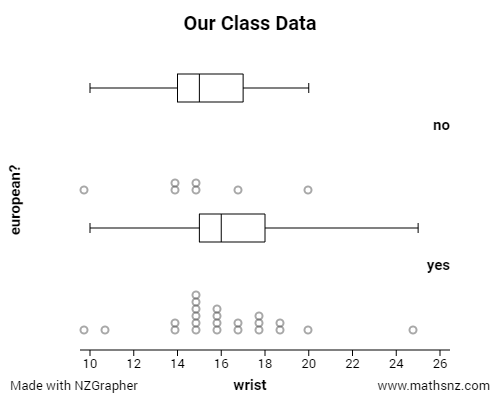 Our Class Data
no
european?
yes
10 12 14 16 18 20 22 24 26
Made with NZGrapher wrist www.mathsnz.com